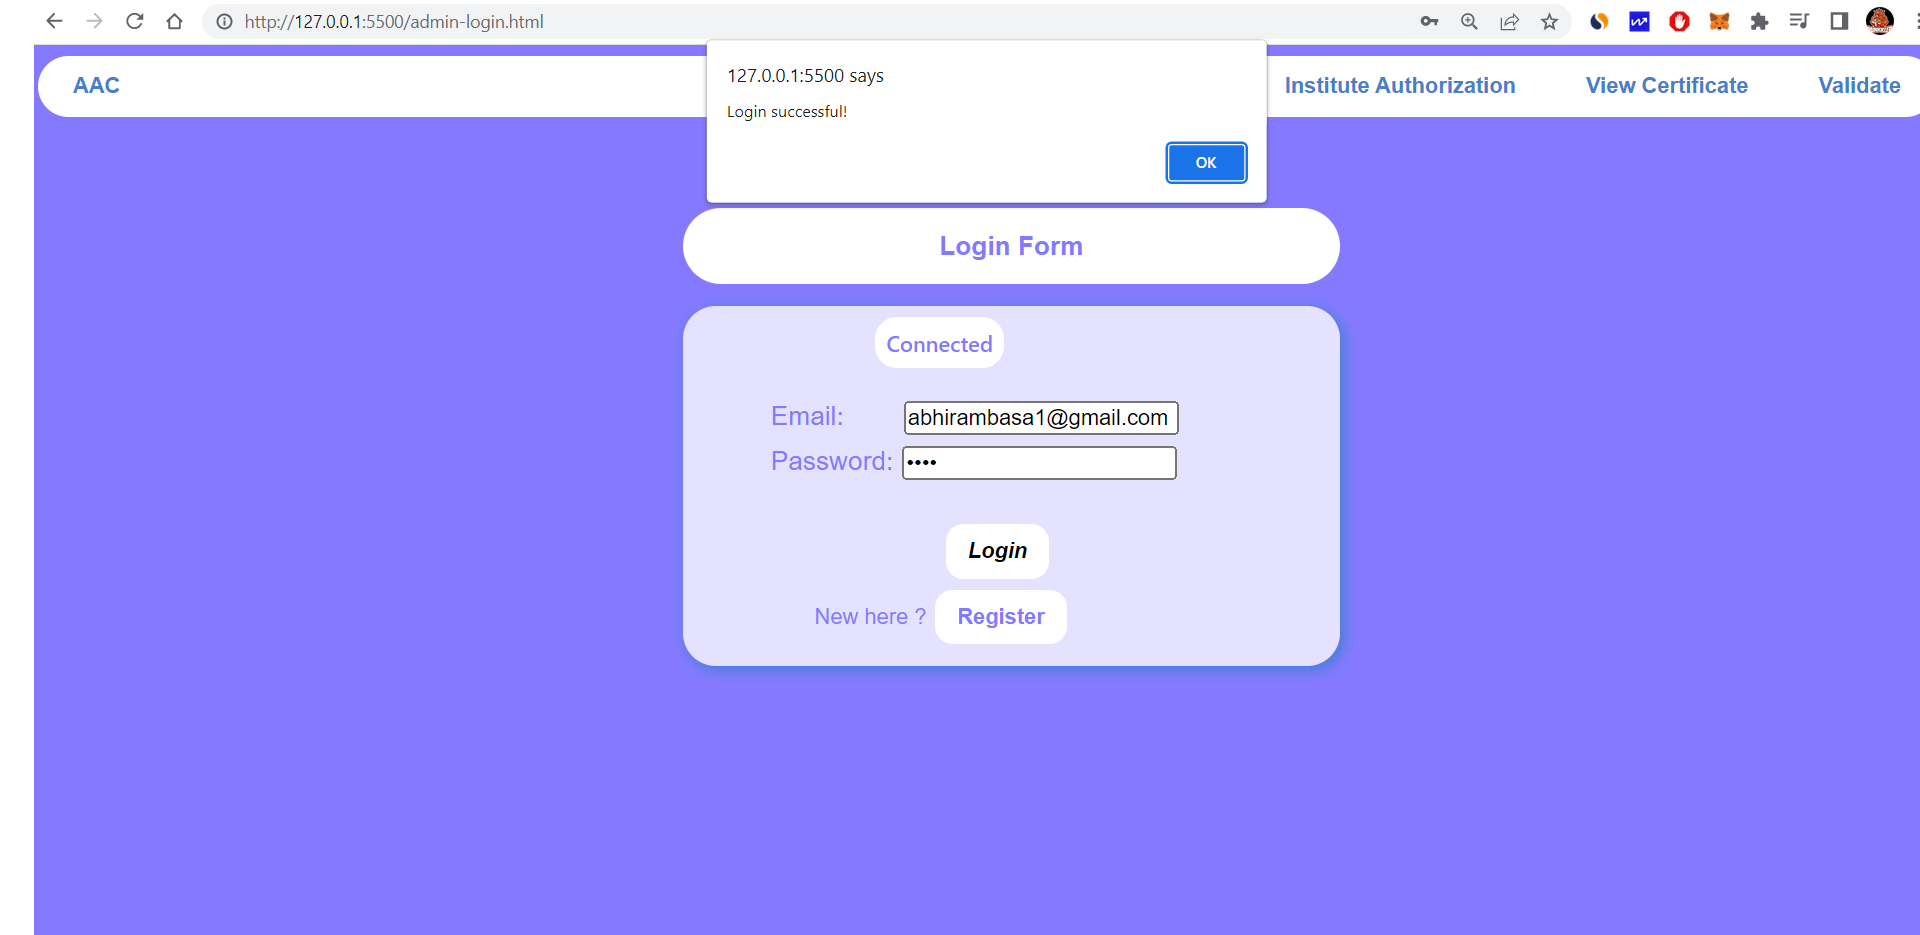 http://127.0.0.1:5500/admin-login.html
127.0.0.1:5500 says
Login successful!
OK
AAC
Institute Authorization
View Certificate
Validate
Login Form
Connected
Email: abhirambasa1@gmail.com
Password: ••••
Login
New here ? Register